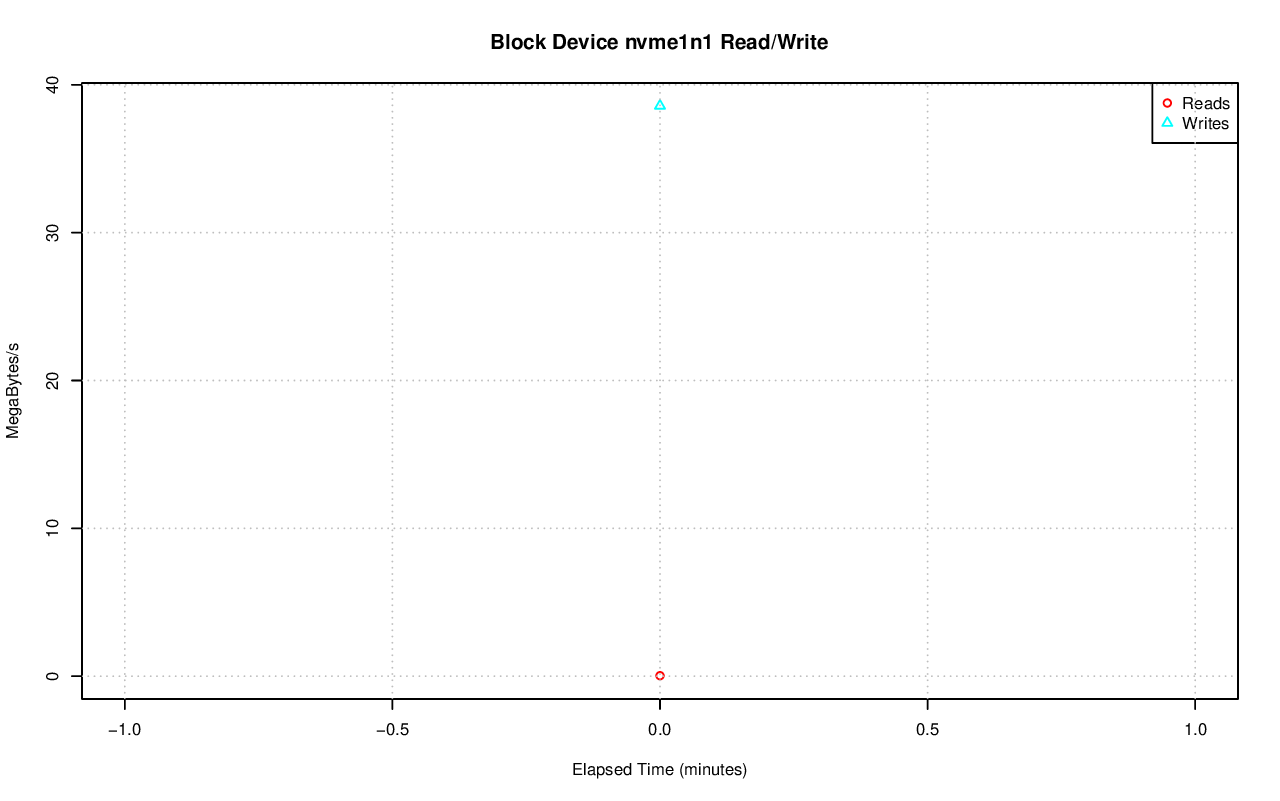 Block Device nvme1n1 Read/Write
Reads
Writes
MegaBytes/s
40
30
20
10
0
−1.0
−0.5
0.0
0.5
1.0
Elapsed Time (minutes)